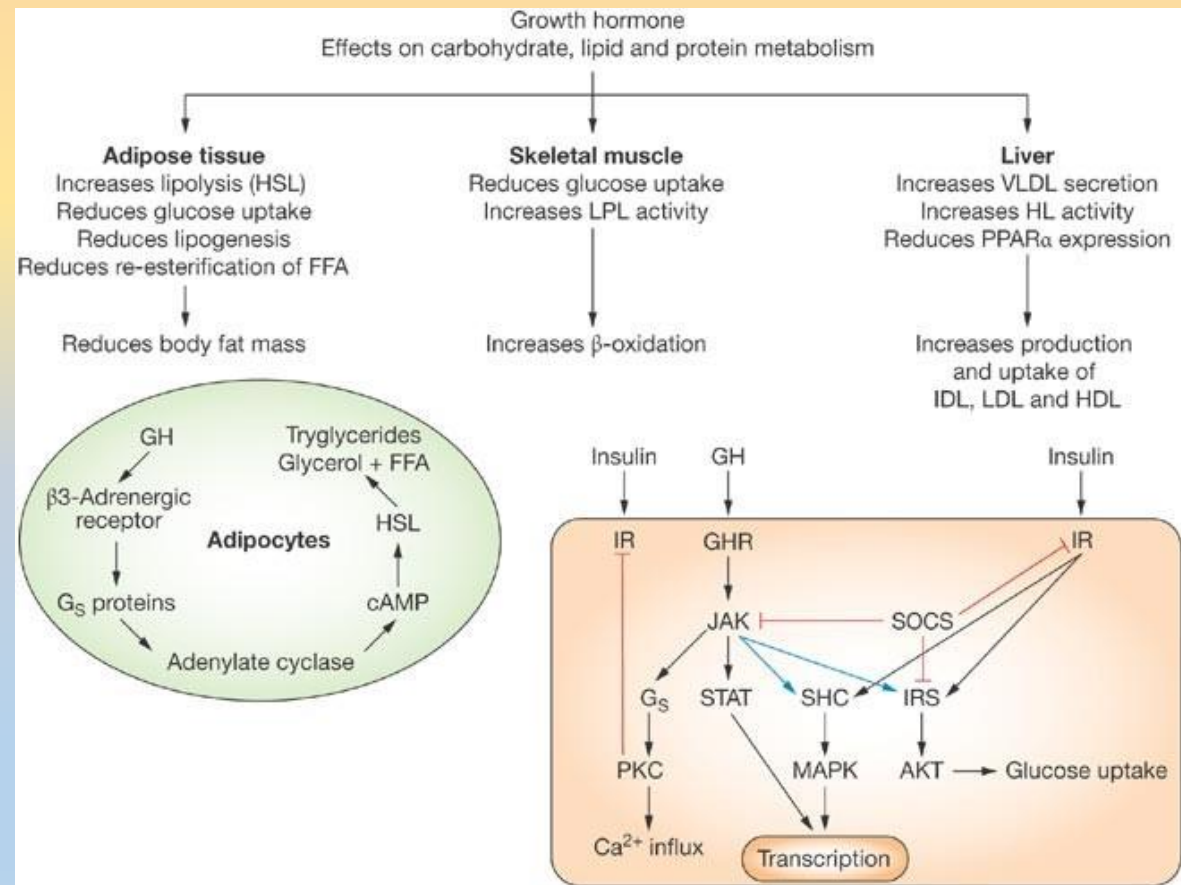 Growth hormone
Effects on carbohydrate, lipid and protein metabolism
Adipose tissue
Increases lipolysis (HSL)
Reduces glucose uptake
Reduces lipogenesis
Reduces re-esterification of FFA
Reduces body fat mass
Skeletal muscle
Reduces glucose uptake
Increases LPL activity
Increases β-oxidation
Liver
Increases VLDL secretion
Increases HL activity
Reduces PPARα expression
Increases production
and uptake of
IDL, LDL and HDL
GH
β3-Adrenergic
receptor
GS proteins
Adenylate cyclase
cAMP
HSL
Tryglycerides
Glycerol + FFA
Adipocytes
Insulin
GH
Insulin
IR
GHR
IR
JAK
SOCS
GS
STAT
SHC
IRS
PKC
MAPK
AKT
Glucose uptake
Ca2+ influx
Transcription